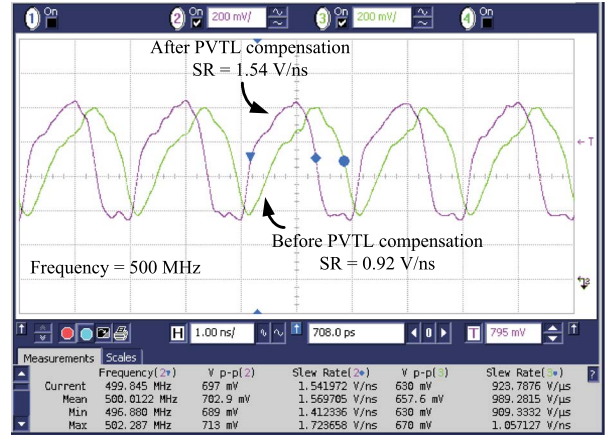 1 On 2 On 200 mV/ 3 On 200 mV/ 4 On
After PVTL compensation
SR = 1.54 V/ns
T
Before PVTL compensation
SR = 0.92 V/ns
Frequency = 500 MHz
H 1.00 ns/ 708.0 ps 0 T 795 mV
Measurements Scales
Frequency(2) V p-p(2) Slew Rate(2) V p-p(3) Slew Rate(3) ?
Current 499.845 MHz 697 mV 1.541972 V/ns 630 mV 923.7876 V/µs
Mean 500.0122 MHz 702.9 mV 1.569705 V/ns 657.6 mV 989.2815 V/µs
Min 496.880 MHz 689 mV 1.412336 V/ns 630 mV 909.3332 V/µs
Max 502.287 MHz 713 mV 1.723658 V/ns 670 mV 1.057127 V/ns